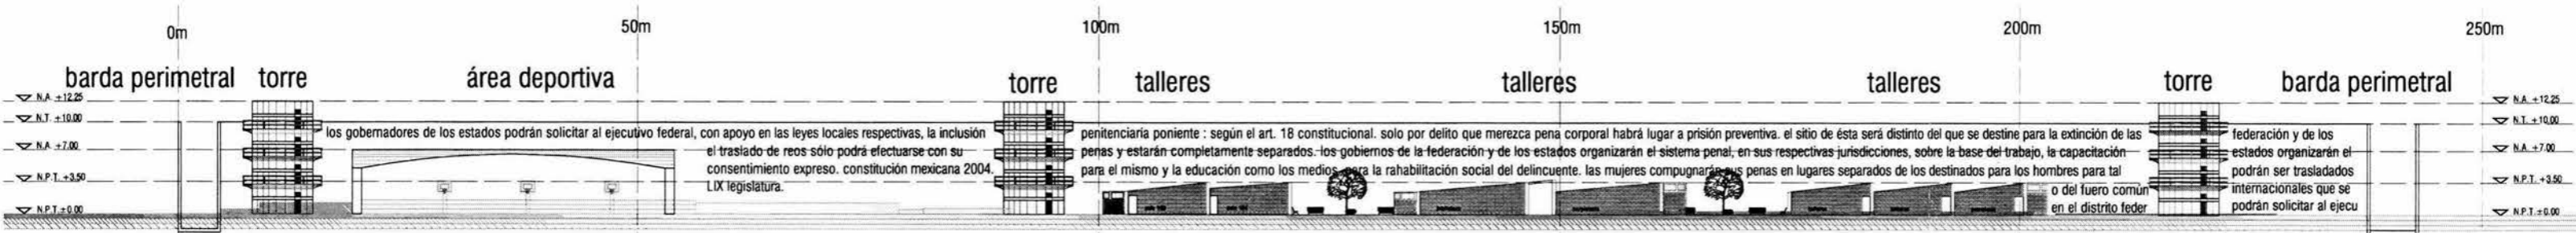 0m 50m 100m 150m 200m 250m
barda perimetral torre área deportiva torre talleres talleres talleres torre barda perimetral
N.A. +12.25
N.T. +10.00
N.A. +7.00
N.P.T. +3.50
N.P.T. ±0.00
los gobernadores de los estados podrán solicitar al ejecutivo federal, con apoyo en las leyes locales respectivas, la inclusión
el traslado de reos sólo podrá efectuarse con su
consentimiento expreso. constitución mexicana 2004.
LIX legislatura.
penitenciaria poniente : según el art. 18 constitucional. solo por delito que merezca pena corporal habrá lugar a prisión preventiva. el sitio de ésta será distinto del que se destine para la extinción de las
penas y estarán completamente separados. los gobiernos de la federación y de los estados organizarán el sistema penal, en sus respectivas jurisdicciones, sobre la base del trabajo, la capacitación
para el mismo y la educación como los medios para la rahabilitación social del delincuente. las mujeres compugnarán sus penas en lugares separados de los destinados para los hombres para tal
o del fuero común
en el distrito feder
federación y de los
estados organizarán el
podrán ser trasladados
internacionales que se
podrán solicitar al ejecu
N.A. +12.25
N.T. +10.00
N.A. +7.00
N.P.T. +3.50
N.P.T. ±0.00